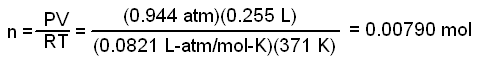 n = PV/RT = (0.944 atm)(0.255 L)/(0.0821 L-atm/mol-K)(371 K) = 0.00790 mol